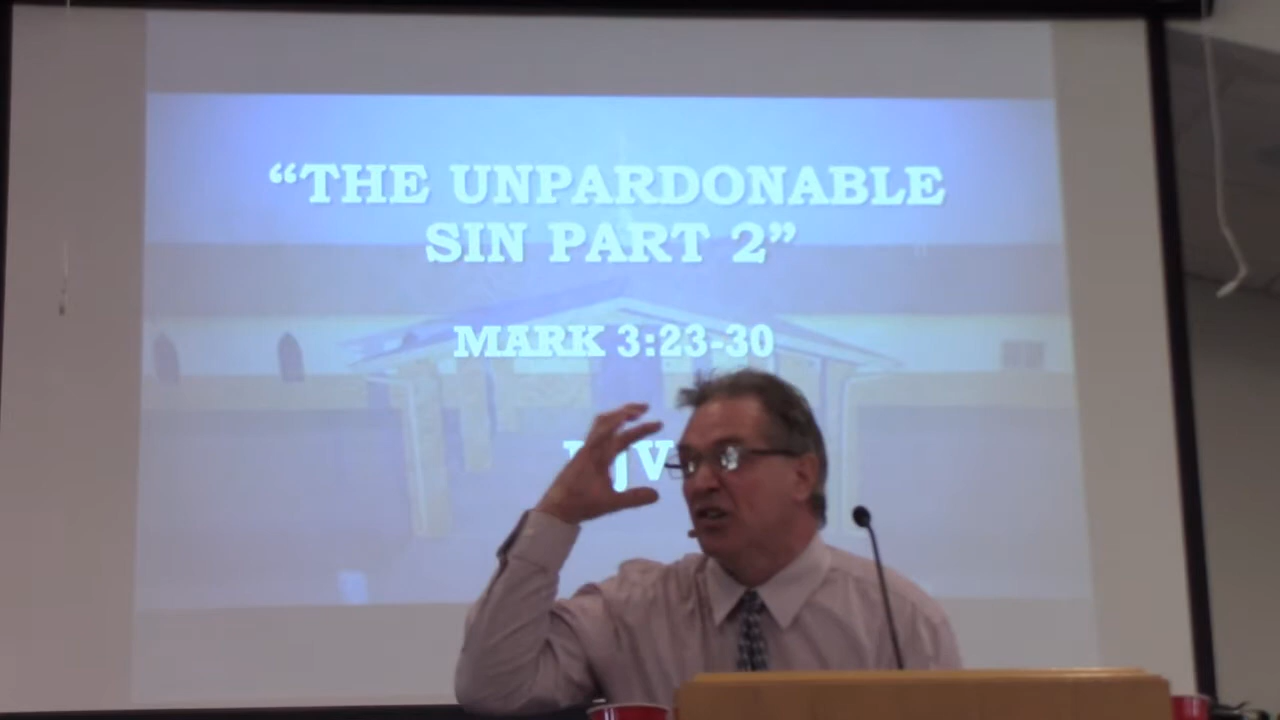 “THE UNPARDONABLE
SIN PART 2”
MARK 3:23-30